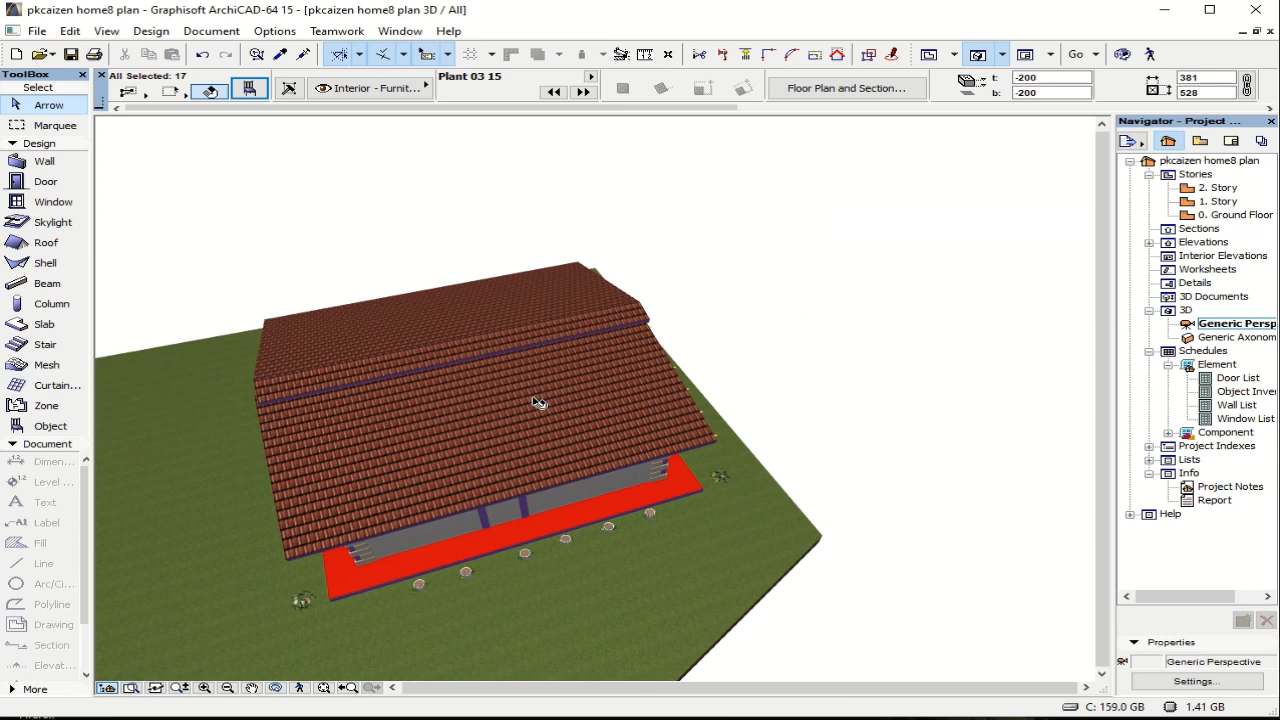 pkcaizen home8 plan - Graphisoft ArchiCAD-64 15 - [pkcaizen home8 plan 3D / All]
File Edit View Design Document Options Teamwork Window Help
Go
ToolBox
All Selected: 17
Plant 03 15
Interior - Furnit...
Floor Plan and Section...
t: -200
b: -200
381
528
Select
Arrow
Marquee
Design
Wall
Door
Window
Skylight
Roof
Shell
Beam
Column
Slab
Stair
Mesh
Curtain...
Zone
Object
Document
Dimen...
Level ...
Text
Label
Fill
Line
Arc/Ci...
Polyline
Drawing
Section
Elevat...
More
Navigator - Project ...
pkcaizen home8 plan
Stories
2. Story
1. Story
0. Ground Floor
Sections
Elevations
Interior Elevations
Worksheets
Details
3D Documents
3D
Generic Persp
Generic Axonom
Schedules
Element
Door List
Object Inver
Wall List
Window List
Component
Project Indexes
Lists
Info
Project Notes
Report
Help
Properties
Generic Perspective
Settings...
C: 159.0 GB
1.41 GB